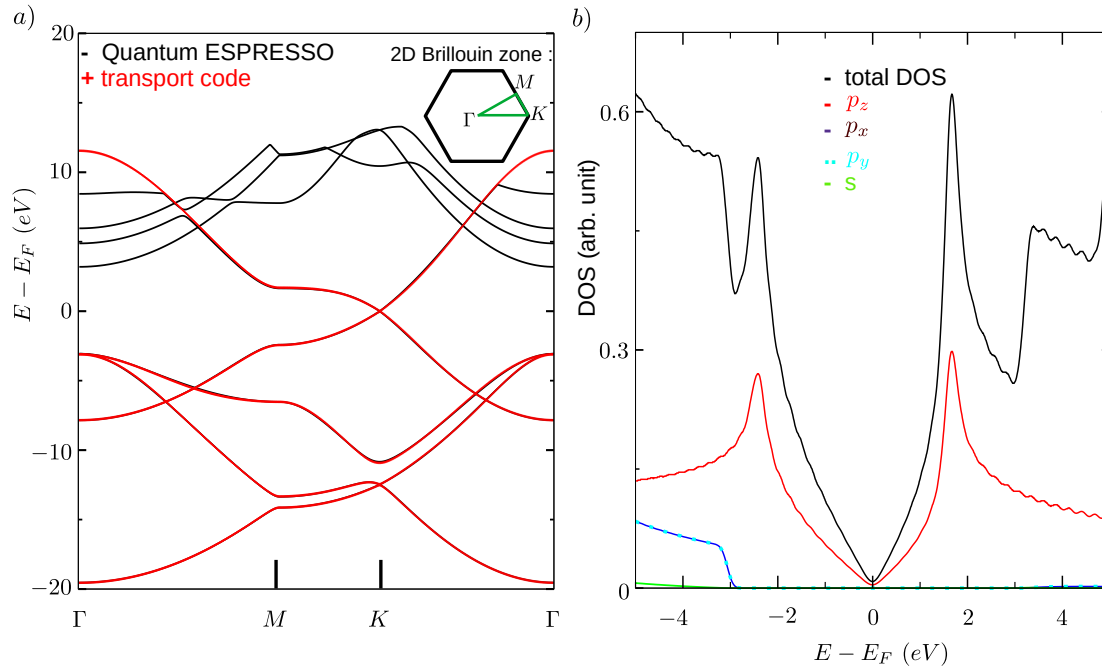 a)
20
10
0
−10
−20
E − E_F (eV)
- Quantum ESPRESSO
+ transport code
2D Brillouin zone :
M
Γ
K
Γ
M
K
Γ
b)
0.6
0.3
0
DOS (arb. unit)
- total DOS
- p_z
- p_x
p_y
- s
−4
−2
0
2
4
E − E_F (eV)